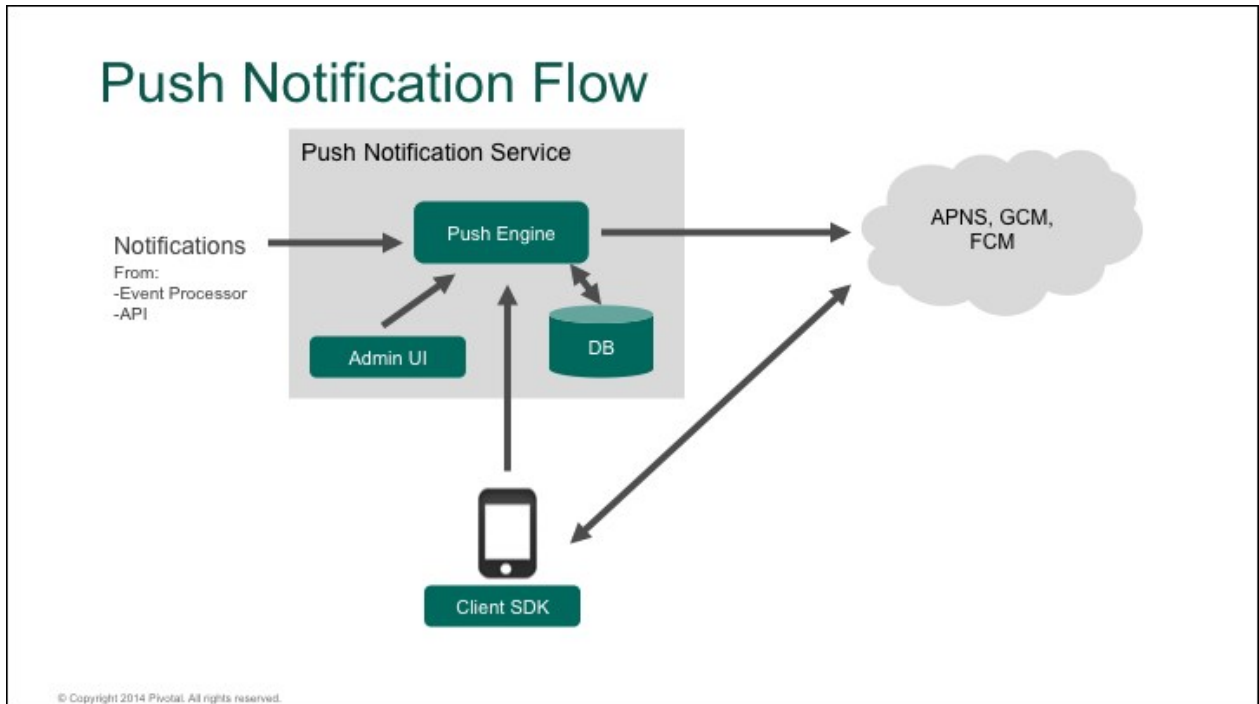 Push Notification Flow
Push Notification Service
Push Engine
APNS, GCM,
FCM
Notifications
From:
-Event Processor
-API
Admin UI
DB
Client SDK
© Copyright 2014 Pivotal. All rights reserved.